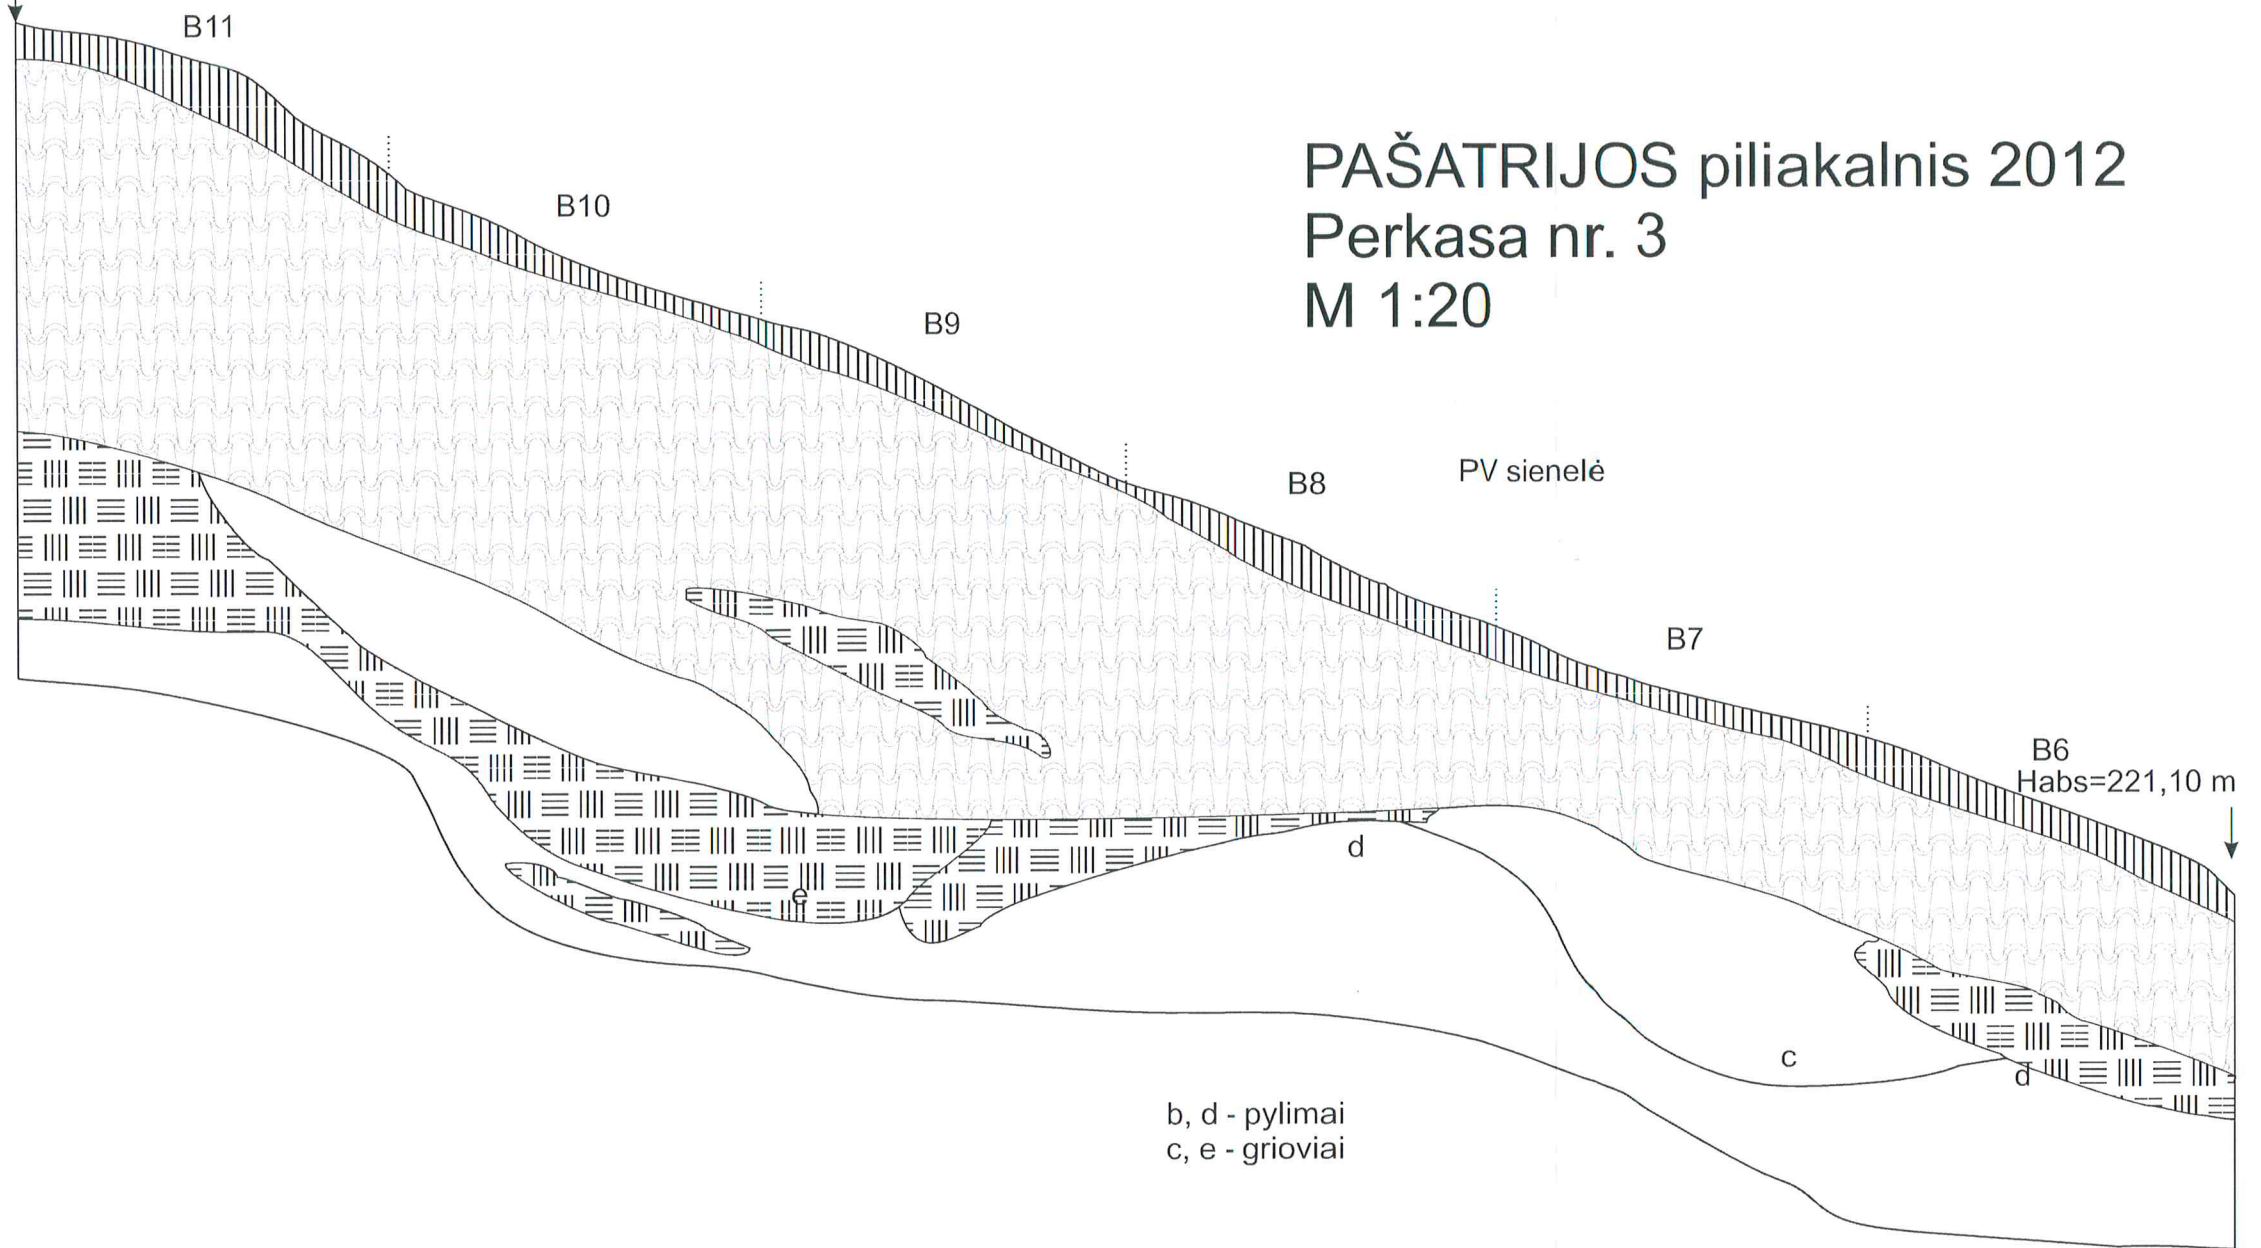 B11
PAŠATRIJOS piliakalnis 2012
Perkasa nr. 3
M 1:20
B10
B9
B8
PV sienelė
B7
B6
Habs=221,10 m
d
e
c
d
b, d - pylimai
c, e - grioviai